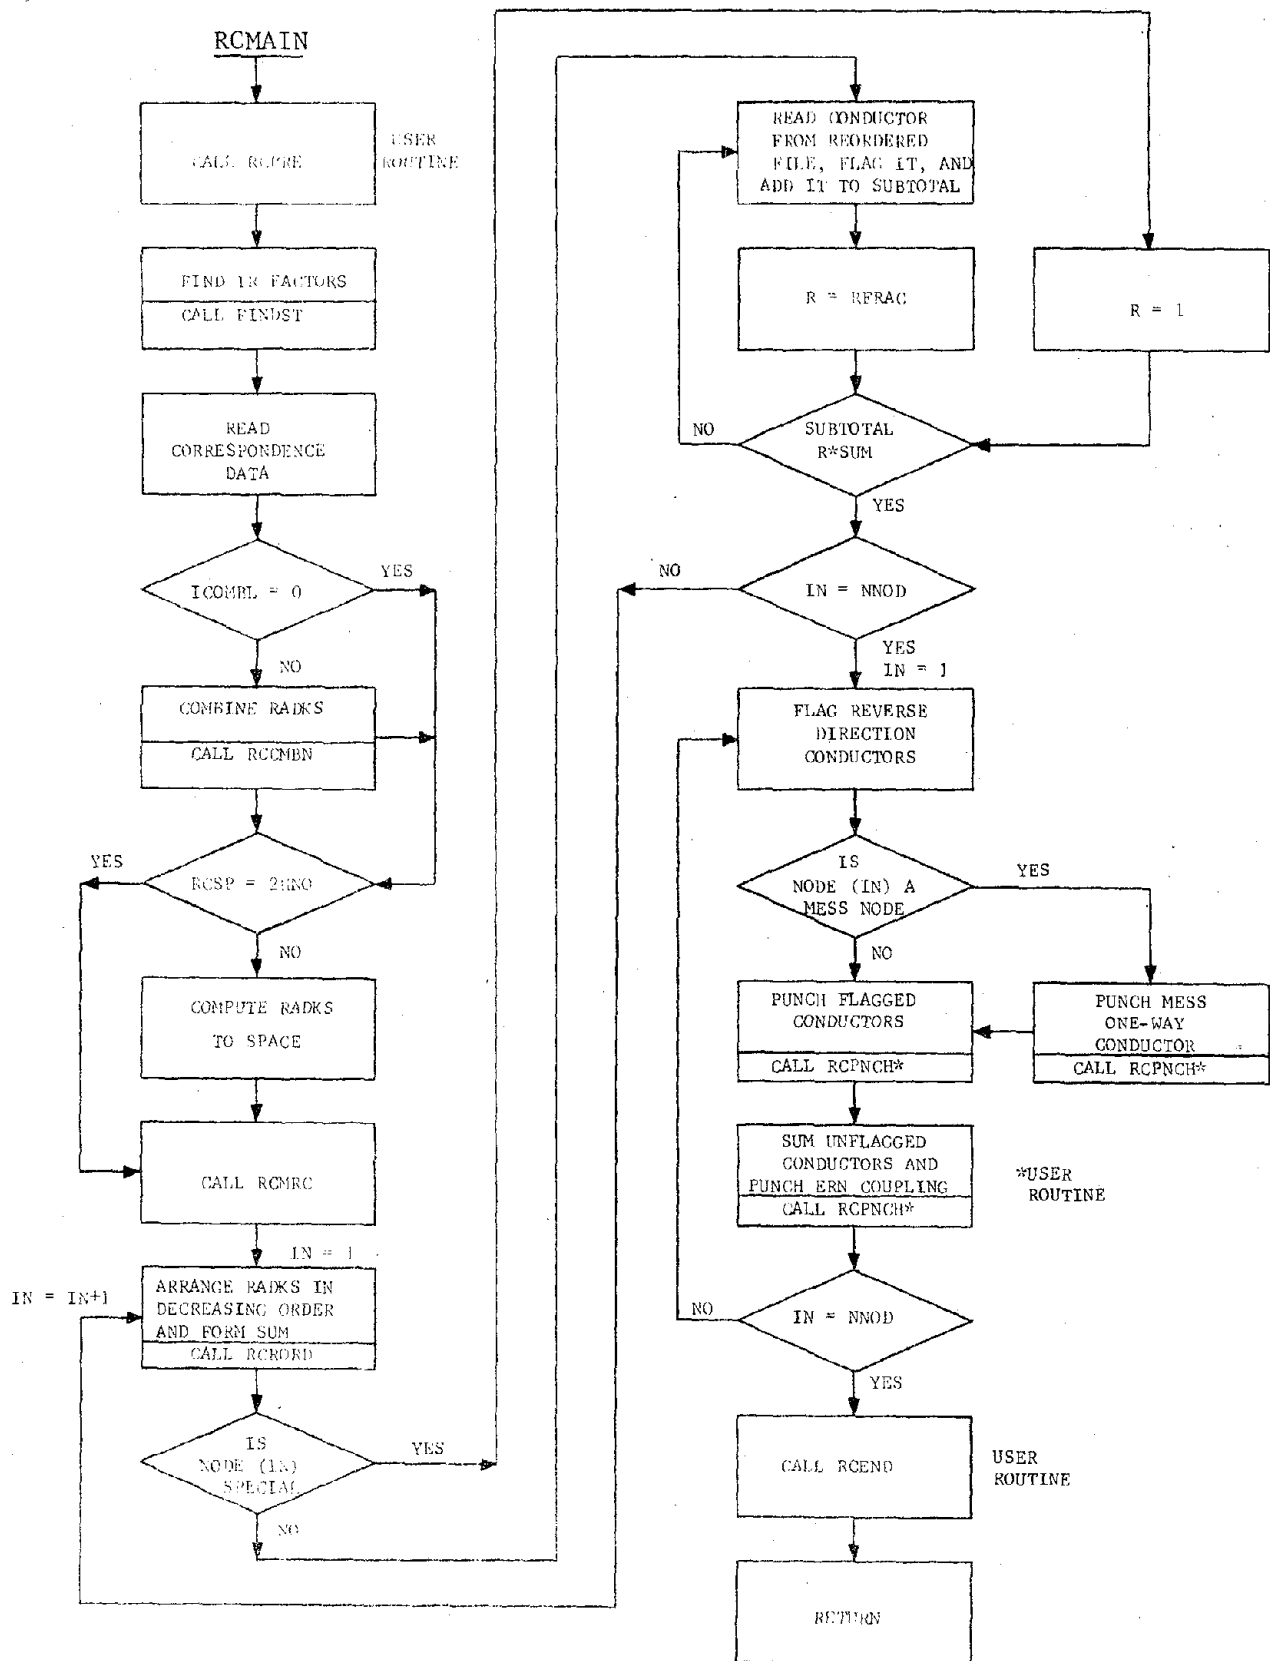 RCMAIN
CALL RCPRE
USER
ROUTINE
FIND IR FACTORS
CALL FINDST
READ
CORRESPONDENCE
DATA
ICOMBL = 0
YES
NO
COMBINE RADKS
CALL RCCMBN
YES
RCSP = 2HNO
NO
COMPUTE RADKS
TO SPACE
CALL RCMRC
IN = 1
IN = IN+1
ARRANGE RADKS IN
DECREASING ORDER
AND FORM SUM
CALL RCRORD
IS
NODE (IN)
SPECIAL
YES
NO
READ CONDUCTOR
FROM REORDERED
FILE, FLAG IT, AND
ADD IT TO SUBTOTAL
R = RFRAC
R = 1
NO
SUBTOTAL
R*SUM
YES
NO
IN = NNOD
YES
IN = 1
FLAG REVERSE
DIRECTION
CONDUCTORS
IS
NODE (IN) A
MESS NODE
YES
NO
PUNCH FLAGGED
CONDUCTORS
CALL RCPNCH*
PUNCH MESS
ONE-WAY
CONDUCTOR
CALL RCPNCH*
SUM UNFLAGGED
CONDUCTORS AND
PUNCH ERN COUPLING
CALL RCPNCH*
*USER
ROUTINE
NO
IN = NNOD
YES
CALL RCEND
USER
ROUTINE
RETURN